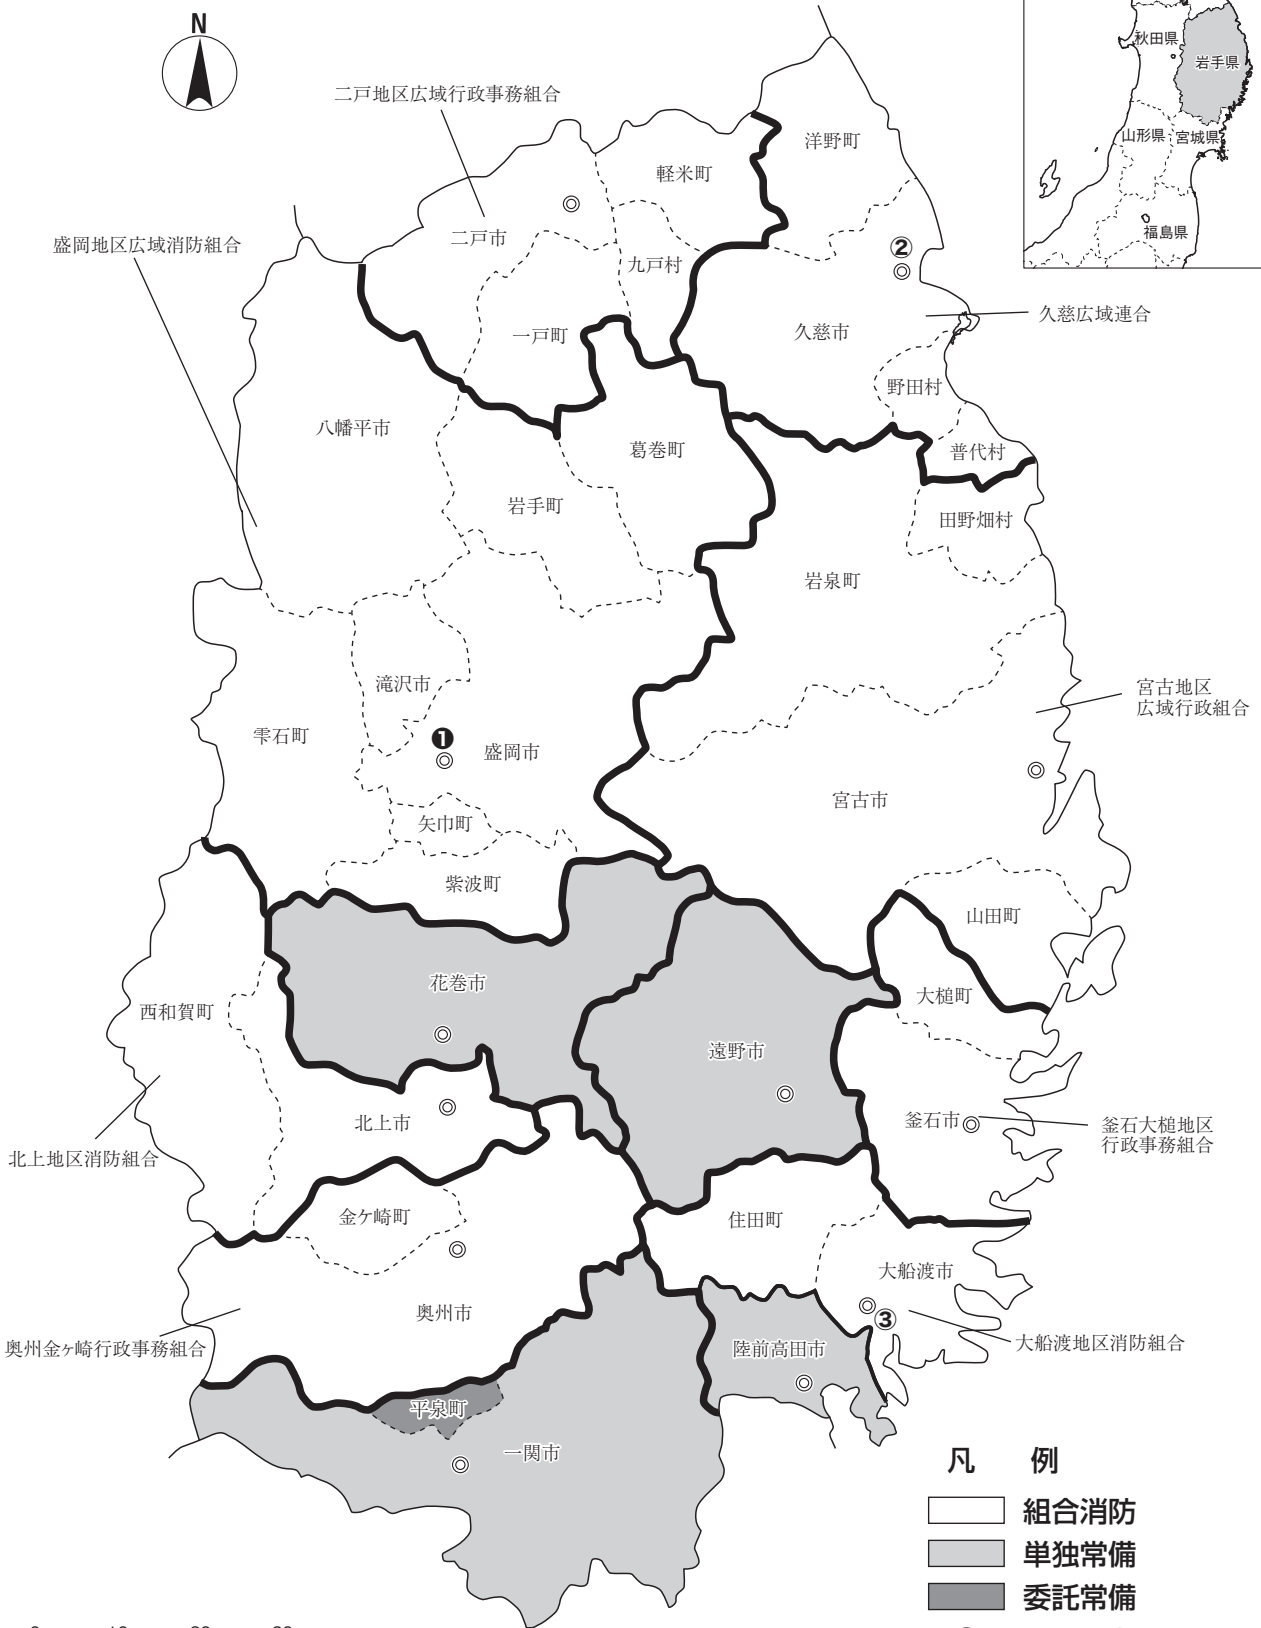 N
秋田県
岩手県
山形県
宮城県
福島県
二戸地区広域行政事務組合
洋野町
軽米町
二戸市
盛岡地区広域消防組合
九戸村
②
久慈広域連合
久慈市
一戸町
野田村
八幡平市
葛巻町
普代村
岩手町
田野畑村
岩泉町
滝沢市
宮古地区
広域行政組合
雫石町
❶
盛岡市
宮古市
矢巾町
紫波町
山田町
花巻市
大槌町
西和賀町
遠野市
北上市
釜石市
釜石大槌地区
行政事務組合
北上地区消防組合
金ケ崎町
住田町
大船渡市
奥州市
③
大船渡地区消防組合
奥州金ヶ崎行政事務組合
陸前高田市
平泉町
一関市
凡 例
組合消防
単独常備
委託常備